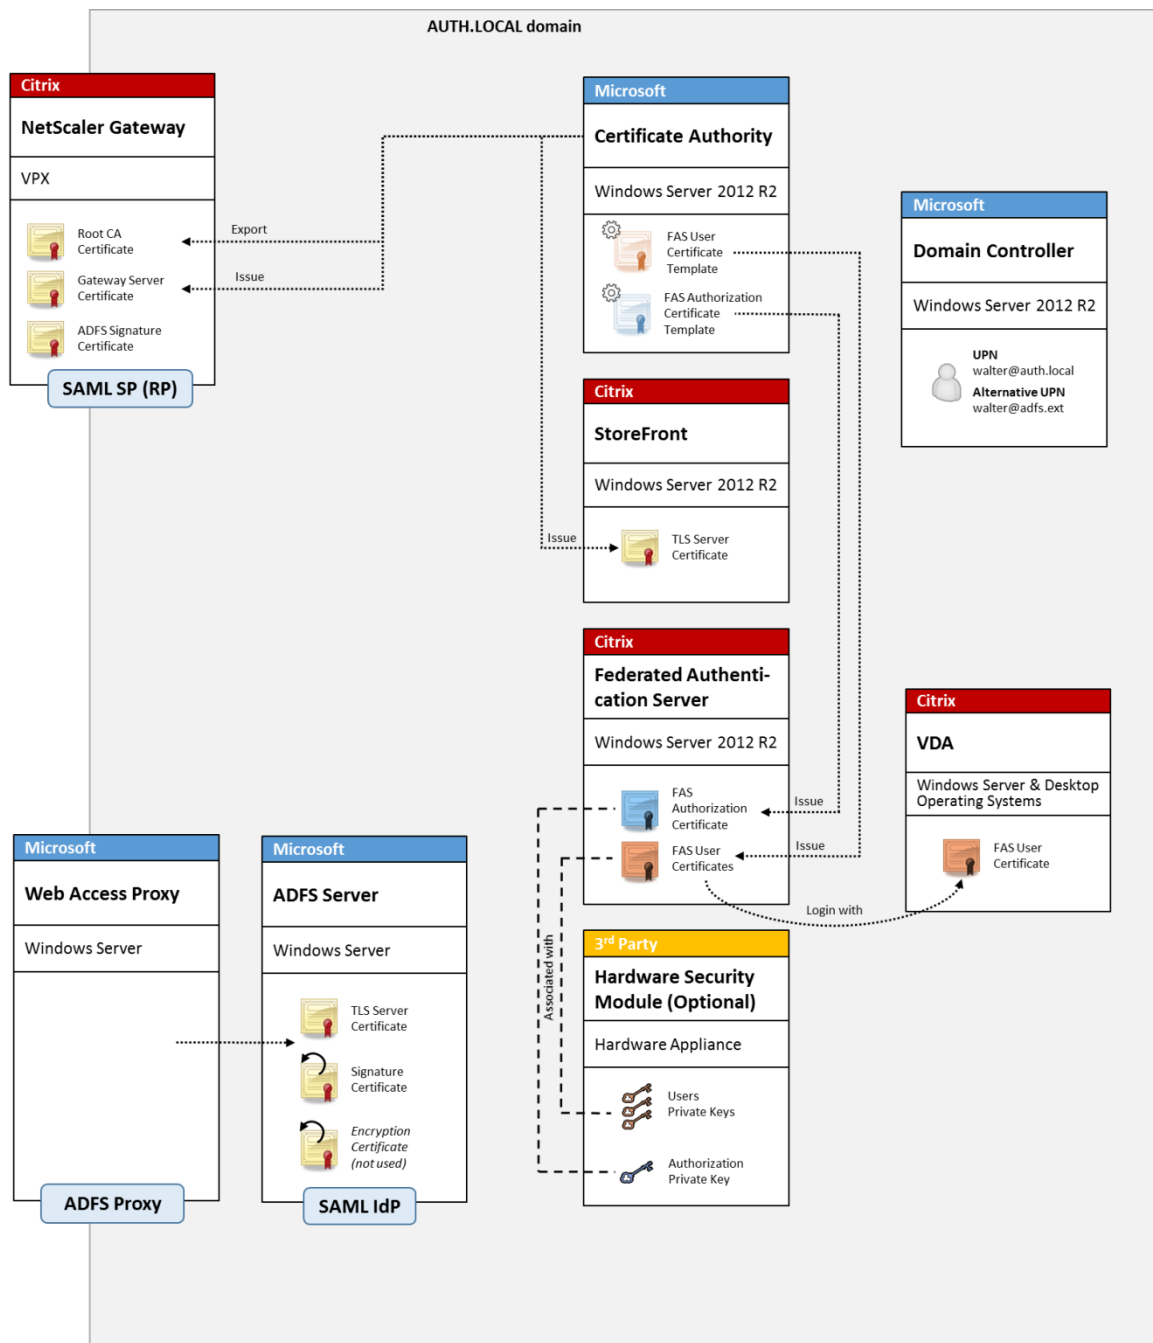 AUTH.LOCAL domain
Citrix
NetScaler Gateway
VPX
Root CA
Certificate
Gateway Server
Certificate
ADFS Signature
Certificate
SAML SP (RP)
Export
Issue
Microsoft
Certificate Authority
Windows Server 2012 R2
FAS User
Certificate
Template
FAS Authorization
Certificate
Template
Microsoft
Domain Controller
Windows Server 2012 R2
UPN
walter@auth.local
Alternative UPN
walter@adfs.ext
Citrix
StoreFront
Windows Server 2012 R2
Issue
TLS Server
Certificate
Citrix
Federated Authenti-
cation Server
Windows Server 2012 R2
FAS
Authorization
Certificate
FAS User
Certificates
Issue
Issue
Login with
Citrix
VDA
Windows Server & Desktop
Operating Systems
FAS User
Certificate
Microsoft
Web Access Proxy
Windows Server
ADFS Proxy
Microsoft
ADFS Server
Windows Server
TLS Server
Certificate
Signature
Certificate
Encryption
Certificate
(not used)
SAML IdP
Associated with
3rd Party
Hardware Security
Module (Optional)
Hardware Appliance
Users
Private Keys
Authorization
Private Key